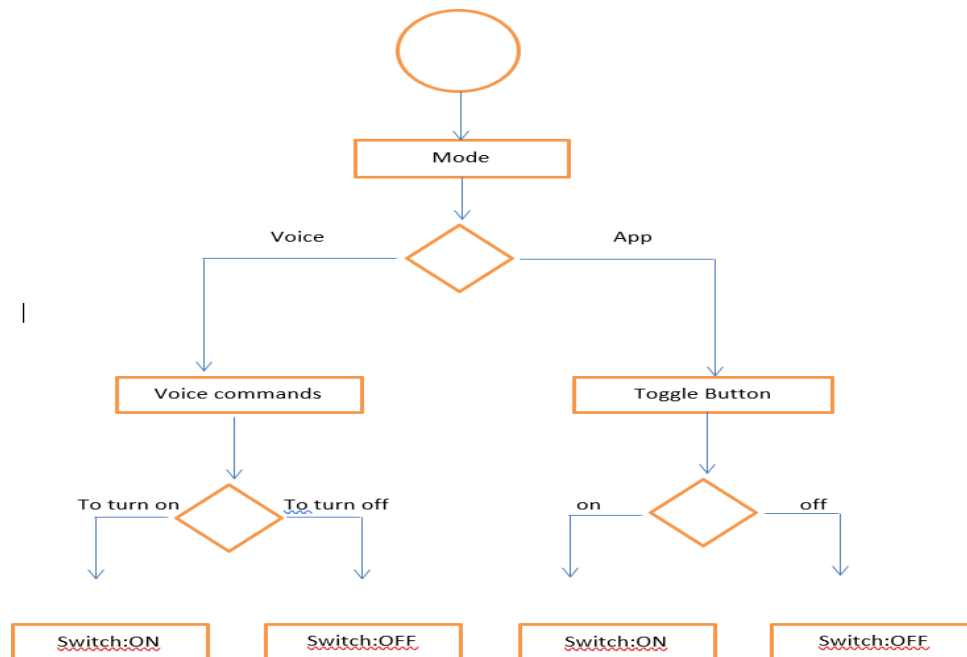 Mode
Voice
App
Voice commands
Toggle Button
To turn on
To turn off
on
off
Switch:ON
Switch:OFF
Switch:ON
Switch:OFF